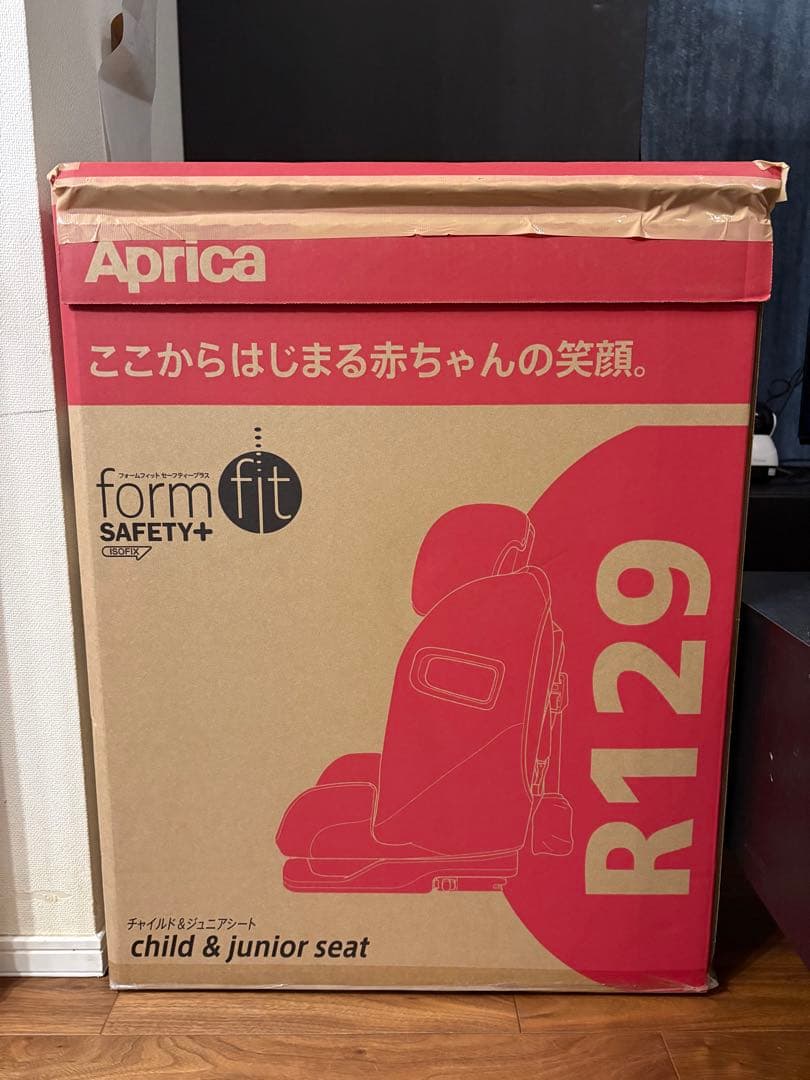 Aprica
ここからはじまる赤ちゃんの笑顔。
フォームフィット セーフティープラス
form fit
SAFETY+
ISOFIX
R129
チャイルド&ジュニアシート
child & junior seat